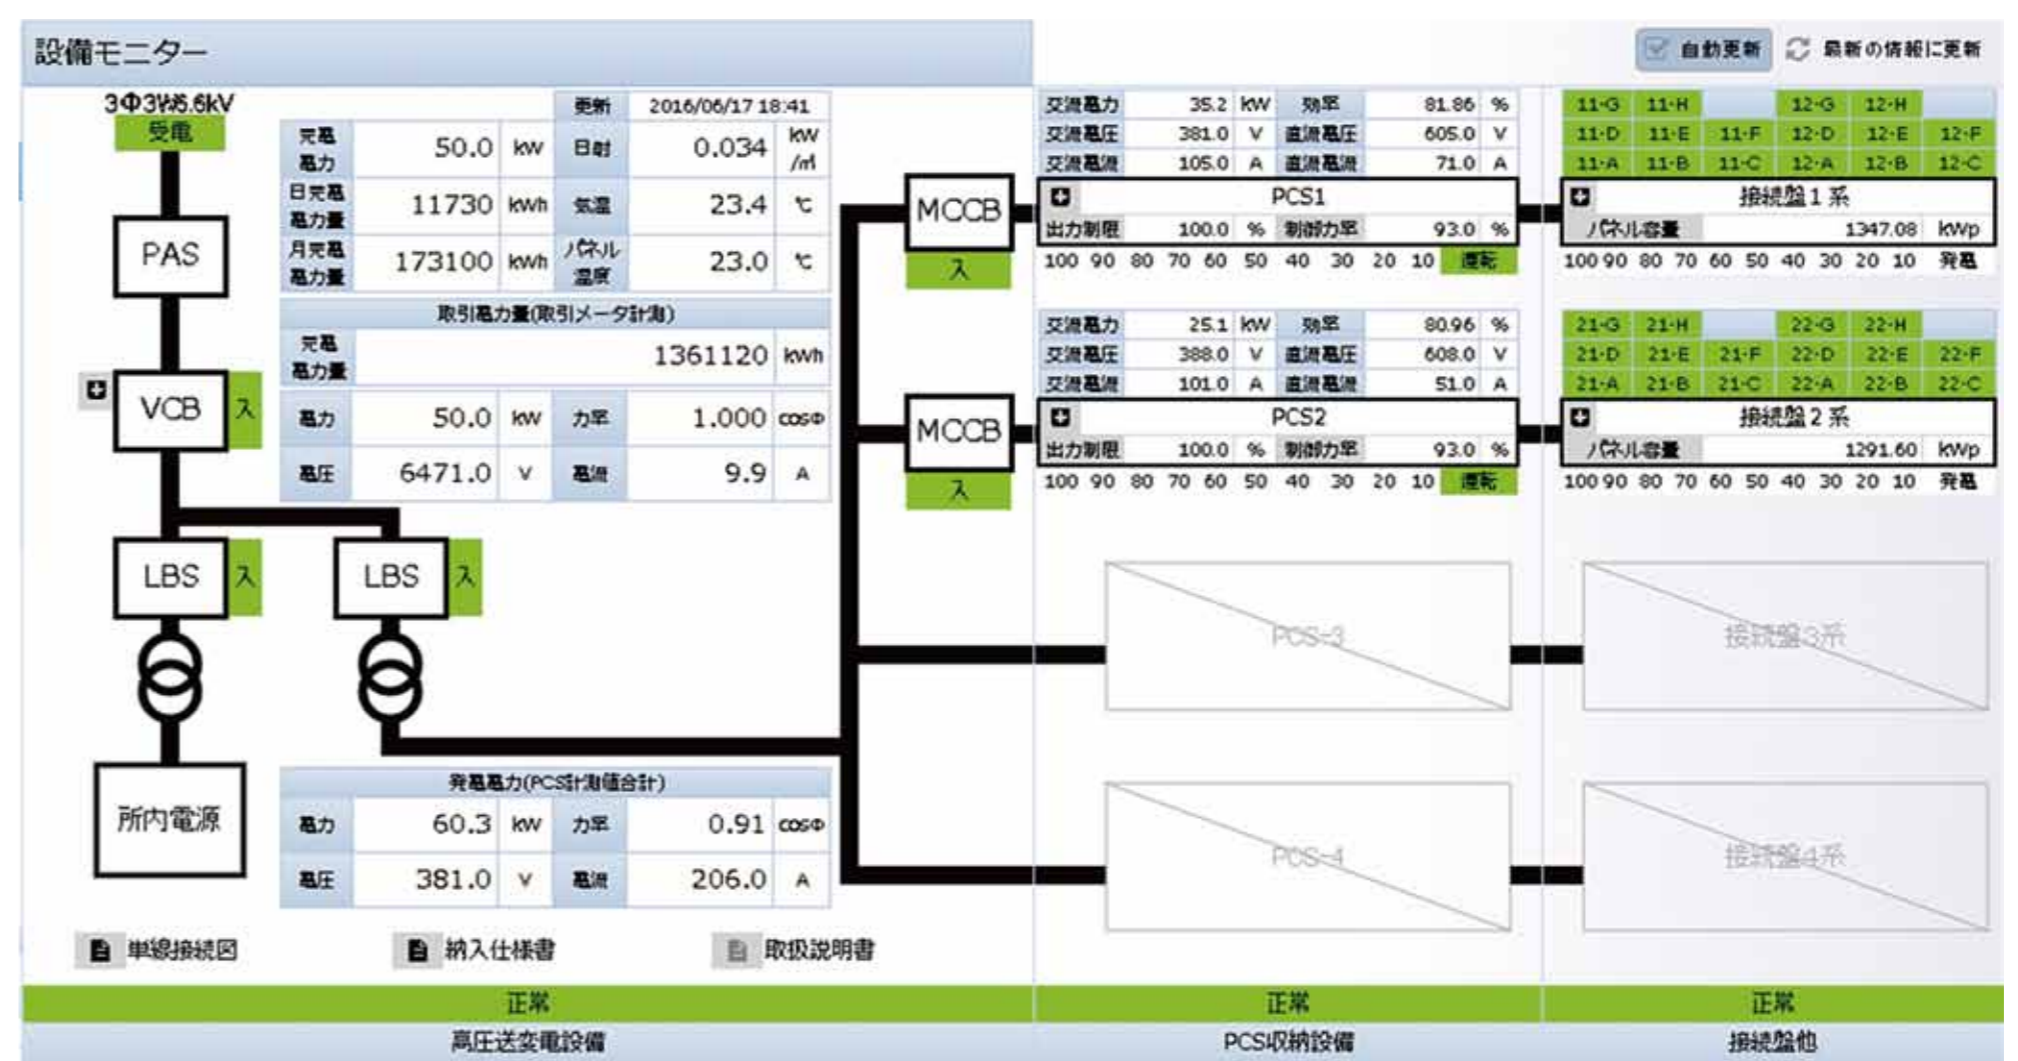 設備モニター
自動更新 最新の情報に更新
3Φ3W6.6kV
受電
PAS
VCB 入
LBS 入
LBS 入
所内電源
更新 2016/06/17 18:41
発電電力 50.0 kW 日射 0.034 kW/㎡
日発電電力量 11730 kWh 気温 23.4 ℃
月発電電力量 173100 kWh パネル温度 23.0 ℃
取引電力量(取引メータ計測)
発電電力量 1361120 kWh
電力 50.0 kW 力率 1.000 cosΦ
電圧 6471.0 V 電流 9.9 A
発電電力(PCS計測値合計)
電力 60.3 kW 力率 0.91 cosΦ
電圧 381.0 V 電流 206.0 A
単線接続図 納入仕様書 取扱説明書
MCCB
入
交流電力 35.2 kW 効率 81.86 %
交流電圧 381.0 V 直流電圧 605.0 V
交流電流 105.0 A 直流電流 71.0 A
PCS1
出力制限 100.0 % 制御力率 93.0 %
100 90 80 70 60 50 40 30 20 10 運転
11-G 11-H 12-G 12-H
11-D 11-E 11-F 12-D 12-E 12-F
11-A 11-B 11-C 12-A 12-B 12-C
接続盤1系
パネル容量 1347.08 kWp
100 90 80 70 60 50 40 30 20 10 発電
MCCB
入
交流電力 25.1 kW 効率 80.96 %
交流電圧 388.0 V 直流電圧 608.0 V
交流電流 101.0 A 直流電流 51.0 A
PCS2
出力制限 100.0 % 制御力率 93.0 %
100 90 80 70 60 50 40 30 20 10 運転
21-G 21-H 22-G 22-H
21-D 21-E 21-F 22-D 22-E 22-F
21-A 21-B 21-C 22-A 22-B 22-C
接続盤2系
パネル容量 1291.60 kWp
100 90 80 70 60 50 40 30 20 10 発電
PCS-3
接続盤3系
PCS-4
接続盤4系
正常 正常 正常
高圧送変電設備 PCS収納設備 接続盤他